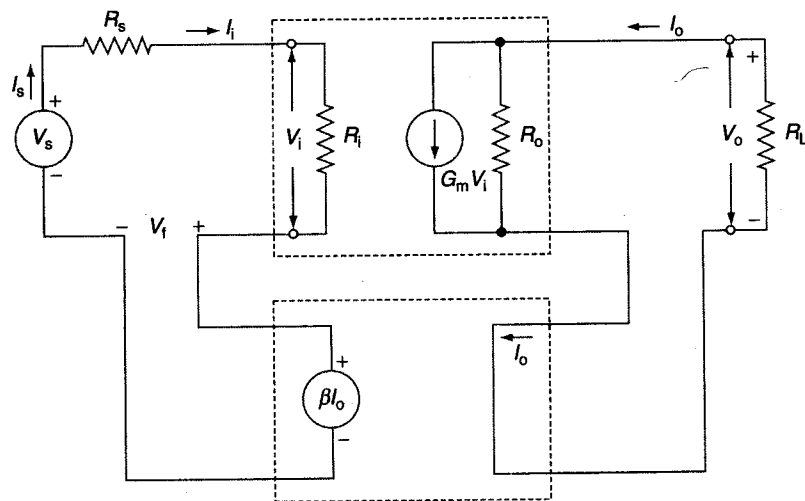 Rs
Ii
Io
Is
+
Vs
−
Vi
Ri
GmVi
Ro
+
Vo
−
RL
− Vf +
+
βIo
−
Io